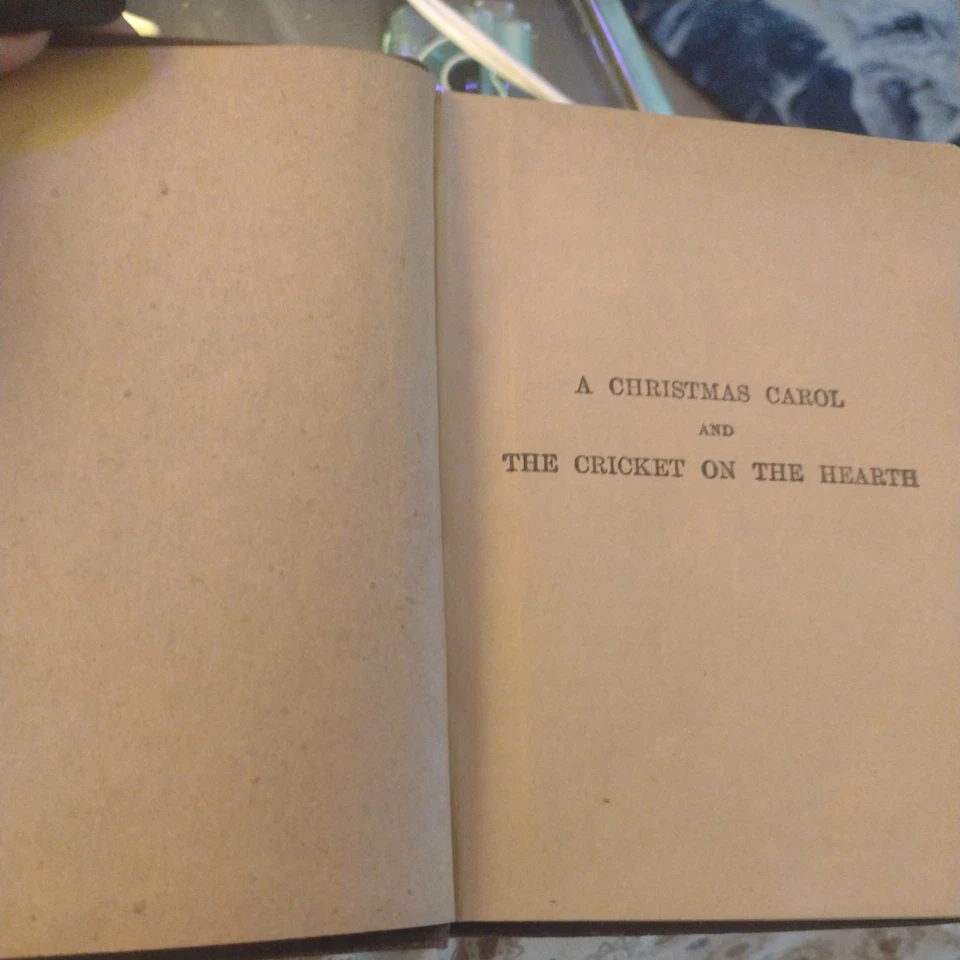 A CHRISTMAS CAROL
AND
THE CRICKET ON THE HEARTH